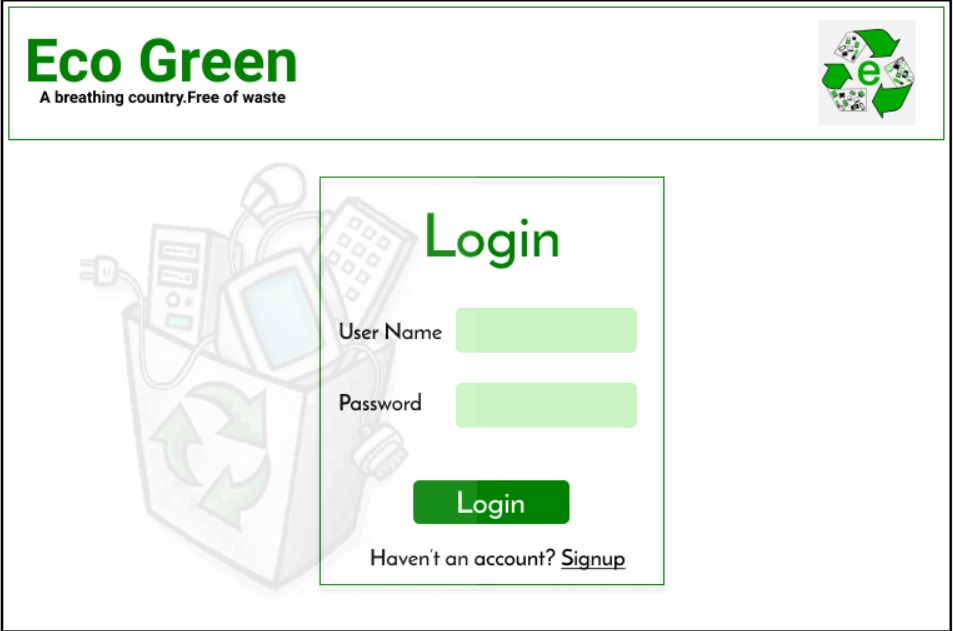 Eco Green
A breathing country.Free of waste
e
Login
User Name
Password
Login
Haven't an account? Signup